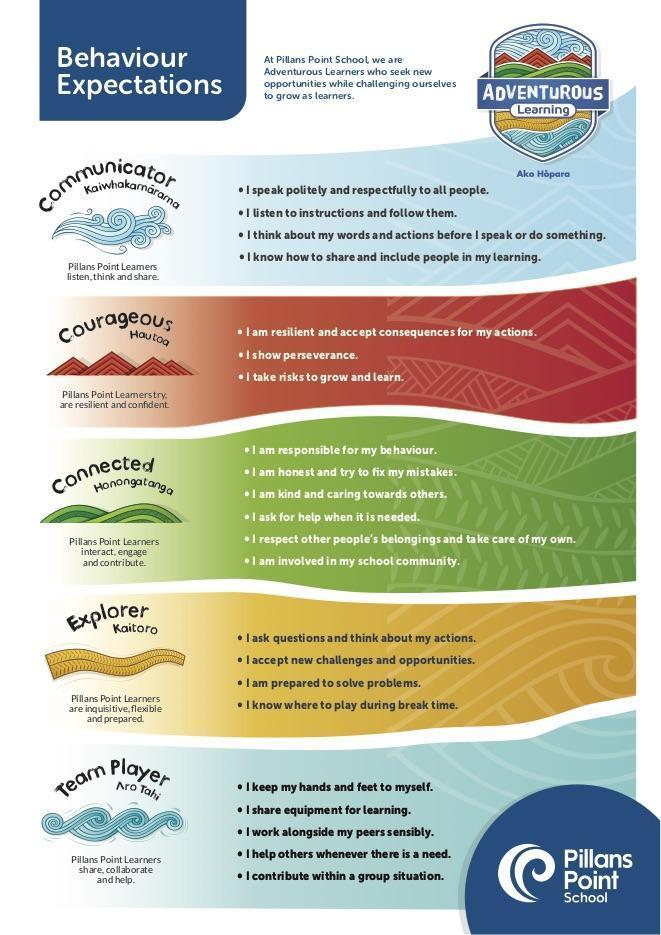 Behaviour
Expectations
At Pillans Point School, we are
Adventurous Learners who seek new
opportunities while challenging ourselves
to grow as learners.
ADVENTUROUS
Learning
Ako Hōpara
Communicator
Kaiwhakamārama
Pillans Point Learners
listen, think and share.
• I speak politely and respectfully to all people.
• I listen to instructions and follow them.
• I think about my words and actions before I speak or do something.
• I know how to share and include people in my learning.
Courageous
Hautoa
Pillans Point Learners try,
are resilient and confident.
• I am resilient and accept consequences for my actions.
• I show perseverance.
• I take risks to grow and learn.
Connected
Honongatanga
Pillans Point Learners
interact, engage
and contribute.
• I am responsible for my behaviour.
• I am honest and try to fix my mistakes.
• I am kind and caring towards others.
• I ask for help when it is needed.
• I respect other people's belongings and take care of my own.
• I am involved in my school community.
Explorer
Kaitoro
Pillans Point Learners
are inquisitive, flexible
and prepared.
• I ask questions and think about my actions.
• I accept new challenges and opportunities.
• I am prepared to solve problems.
• I know where to play during break time.
Team Player
Aro Tahi
Pillans Point Learners
share, collaborate
and help.
• I keep my hands and feet to myself.
• I share equipment for learning.
• I work alongside my peers sensibly.
• I help others whenever there is a need.
• I contribute within a group situation.
Pillans
Point
School